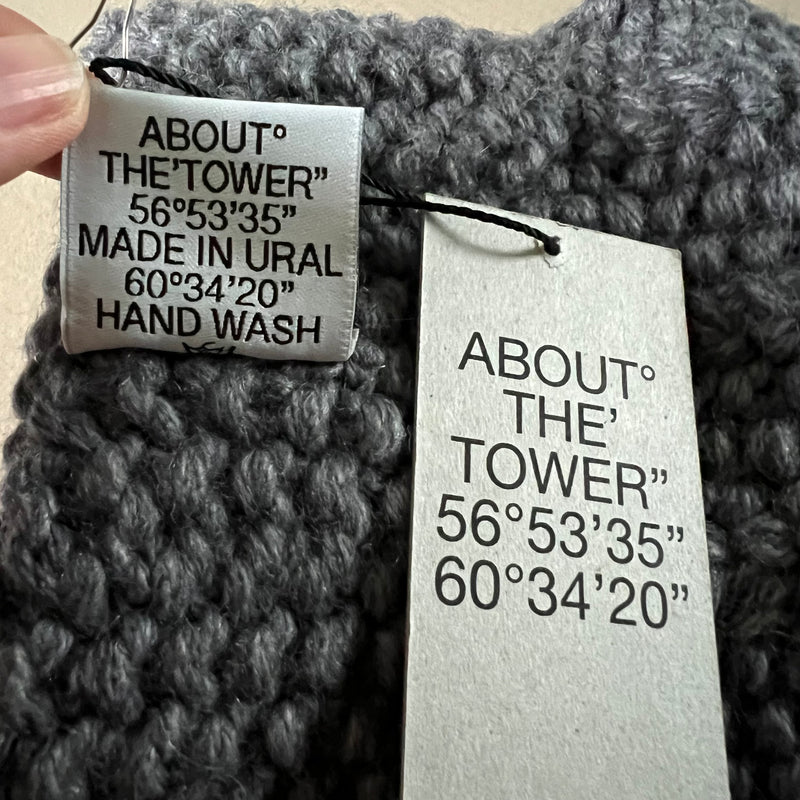 ABOUT°
THE'TOWER”
56°53’35”
MADE IN URAL
60°34’20”
HAND WASH
ABOUT°
THE’
TOWER”
56°53’35”
60°34’20”